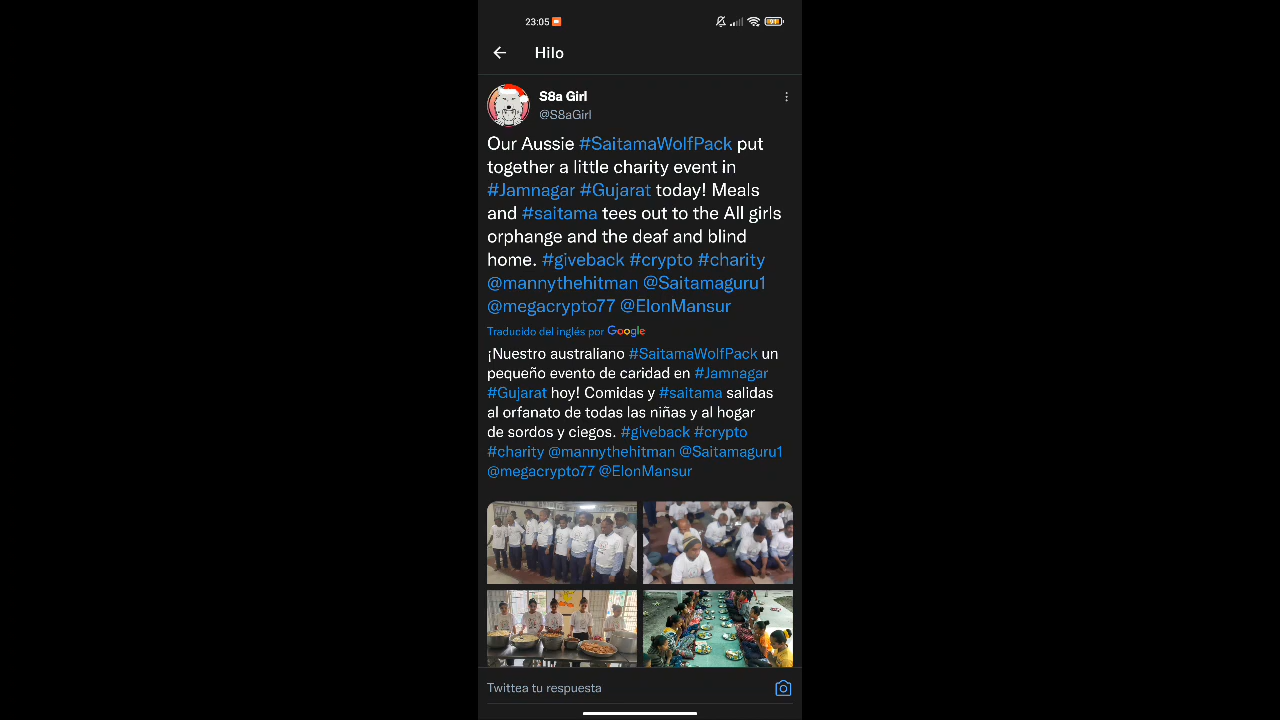 23:05
91
Hilo
S8a Girl
@S8aGirl
Our Aussie #SaitamaWolfPack put
together a little charity event in
#Jamnagar #Gujarat today! Meals
and #saitama tees out to the All girls
orphange and the deaf and blind
home. #giveback #crypto #charity
@mannythehitman @Saitamaguru1
@megacrypto77 @ElonMansur
Traducido del inglés por Google
¡Nuestro australiano #SaitamaWolfPack un
pequeño evento de caridad en #Jamnagar
#Gujarat hoy! Comidas y #saitama salidas
al orfanato de todas las niñas y al hogar
de sordos y ciegos. #giveback #crypto
#charity @mannythehitman @Saitamaguru1
@megacrypto77 @ElonMansur
Twittea tu respuesta